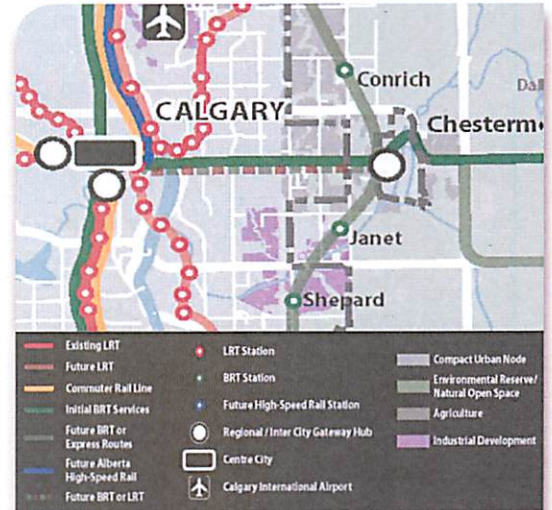 Conrich
CALGARY
Chesterm
Janet
Shepard
Existing LRT
Future LRT
Commuter Rail Line
Initial BRT Services
Future BRT or
Express Routes
Future Alberta
High-Speed Rail
Future BRT or LRT
LRT Station
BRT Station
Future High-Speed Rail Station
Regional / Inter City Gateway Hub
Centre City
Calgary International Airport
Compact Urban Node
Environmental Reserve/
Natural Open Space
Agriculture
Industrial Development